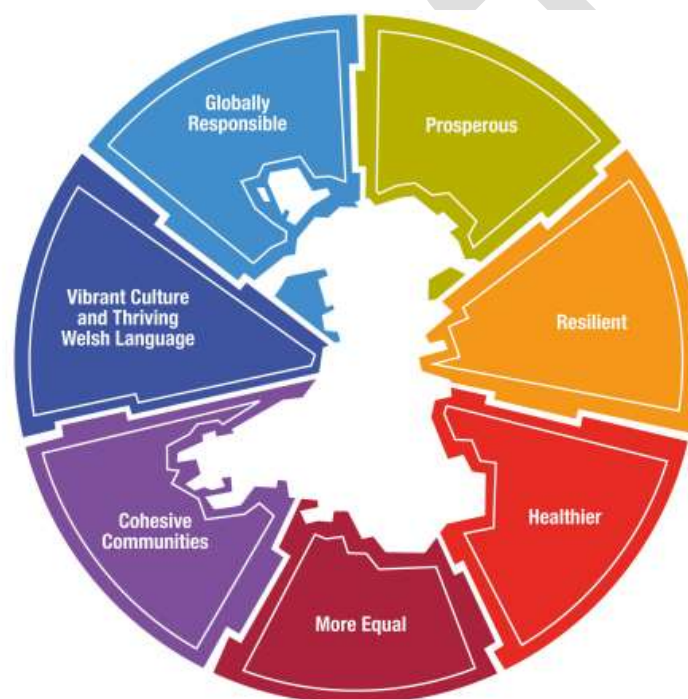 Globally
Responsible
Prosperous
Resilient
Healthier
More Equal
Cohesive
Communities
Vibrant Culture
and Thriving
Welsh Language